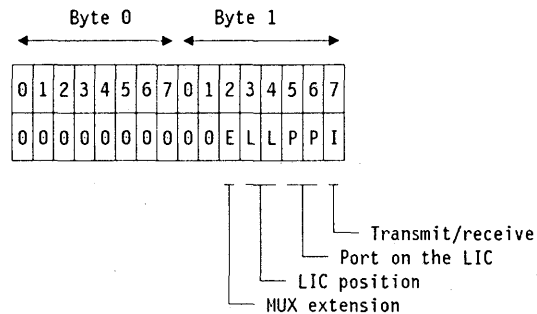 Byte 0 Byte 1
0 1 2 3 4 5 6 7 0 1 2 3 4 5 6 7
0 0 0 0 0 0 0 0 0 0 E L L P P I
Transmit/receive
Port on the LIC
LIC position
MUX extension